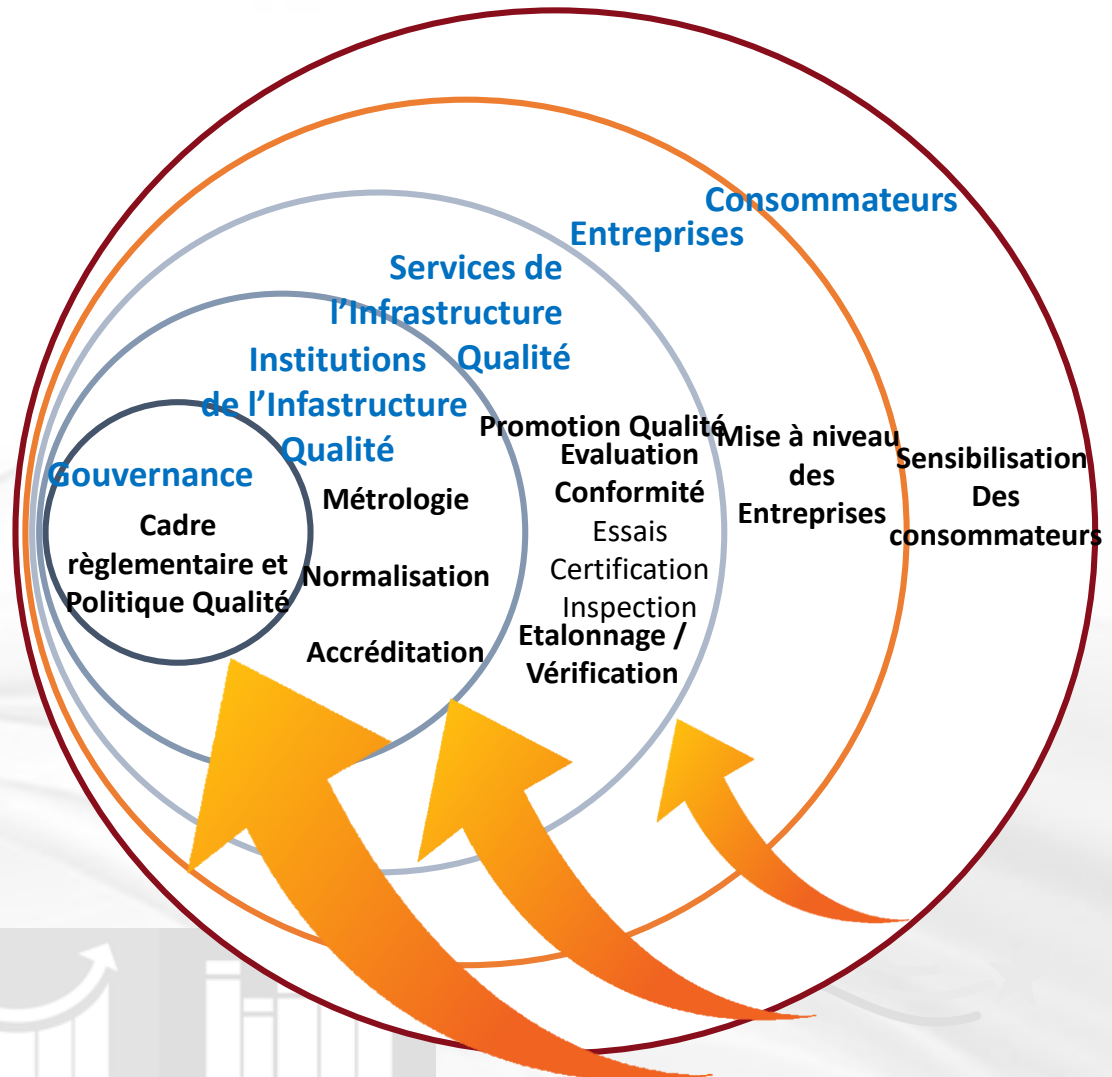 Consommateurs
Entreprises
Services de
l'Infrastructure
Qualité
Institutions
de l'Infastructure
Qualité
Gouvernance
Cadre
règlementaire et
Politique Qualité
Métrologie
Normalisation
Accréditation
Promotion Qualité
Evaluation
Conformité
Essais
Certification
Inspection
Etalonnage /
Vérification
Mise à niveau
des
Entreprises
Sensibilisation
Des
consommateurs